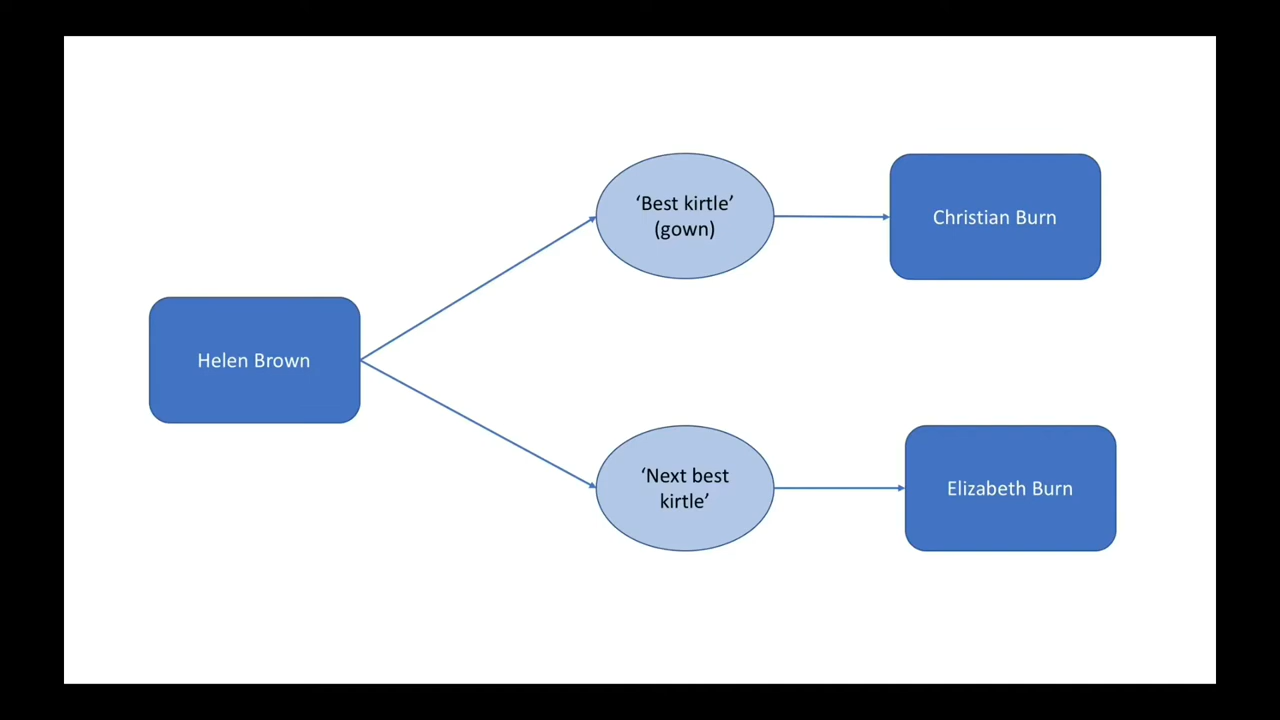 ‘Best kirtle’
(gown)
Christian Burn
Helen Brown
‘Next best
kirtle’
Elizabeth Burn